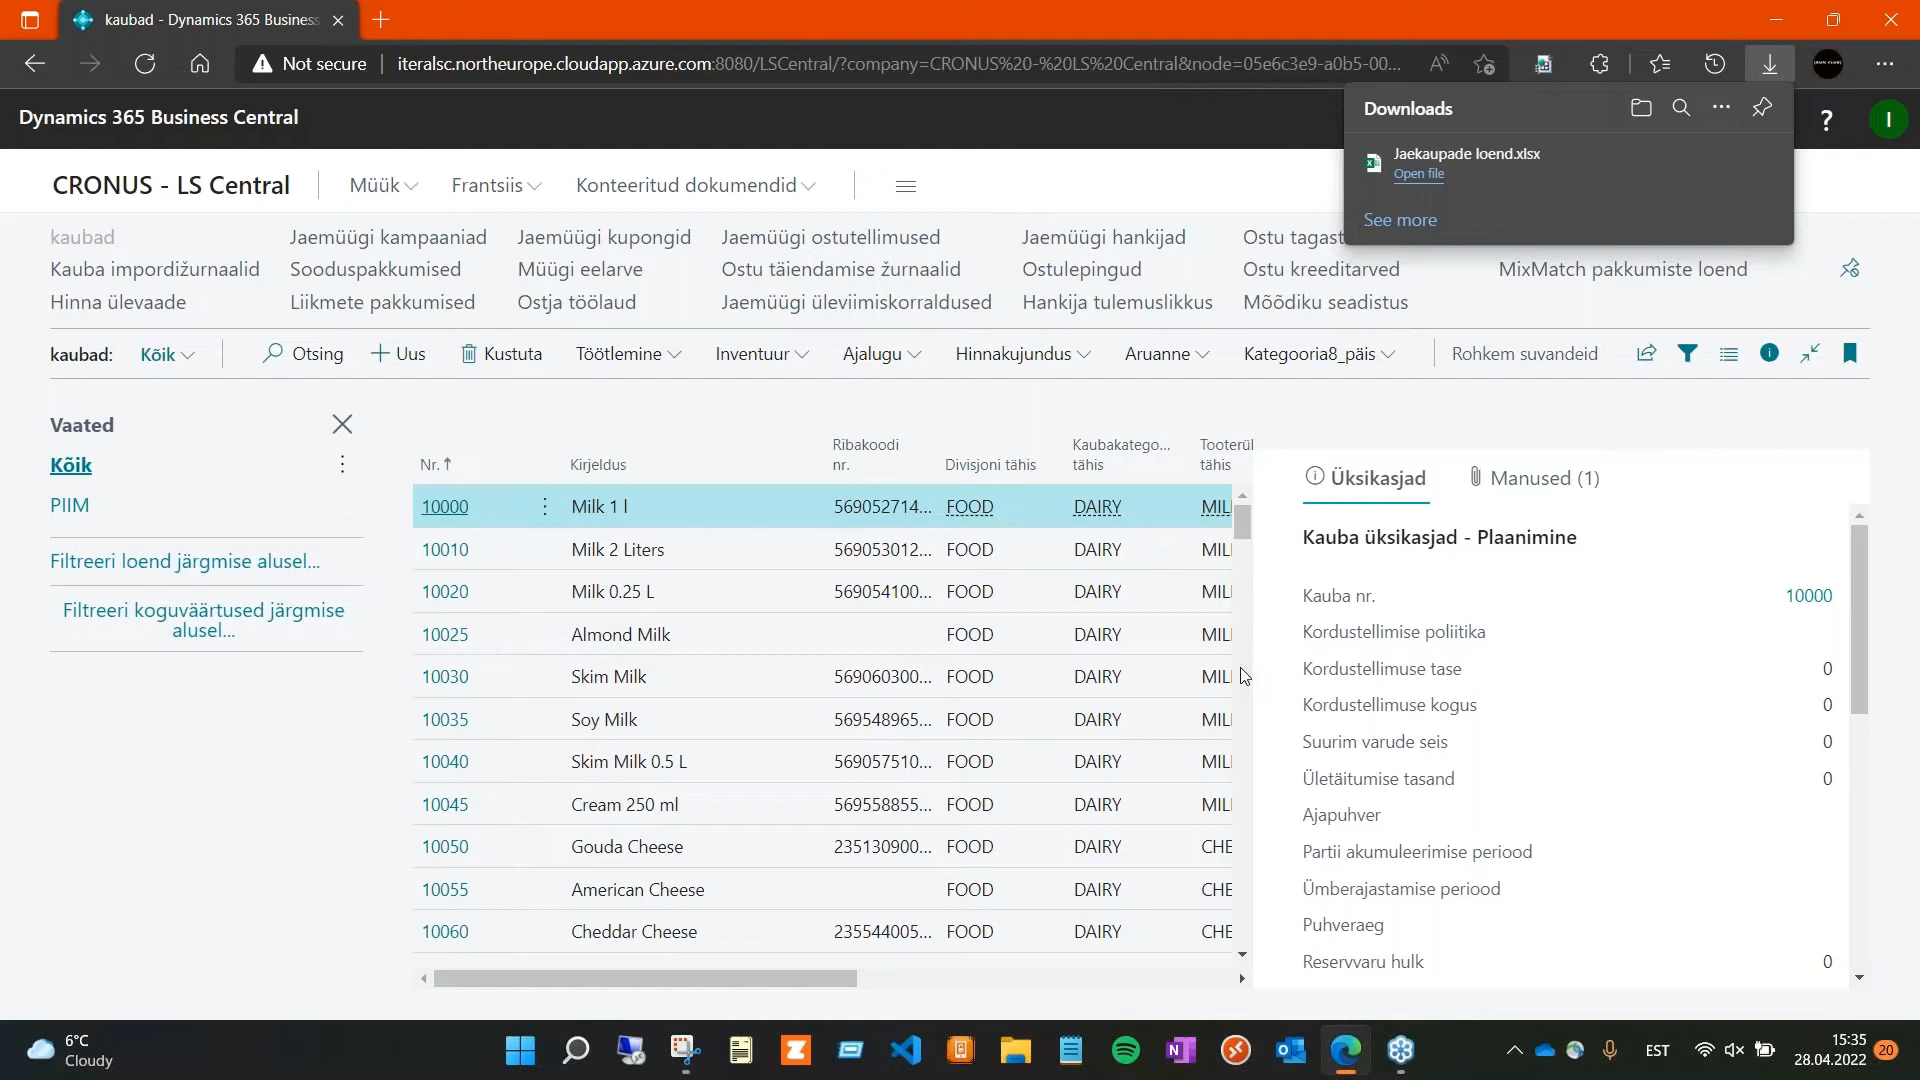 kaubad - Dynamics 365 Business
Not secure
iteralsc.northeurope.cloudapp.azure.com:8080/LSCentral/?company=CRONUS%20-%20LS%20Central&node=05e6c3e9-a0b5-00...
Dynamics 365 Business Central
Downloads
Jaekaupade loend.xlsx
Open file
See more
?
I
CRONUS - LS Central
Müük
Frantsiis
Konteeritud dokumendid
kaubad
Jaemüügi kampaaniad
Jaemüügi kupongid
Jaemüügi ostutellimused
Jaemüügi hankijad
Ostu tagast
Kauba impordižurnaalid
Sooduspakkumised
Müügi eelarve
Ostu täiendamise žurnaalid
Ostulepingud
Ostu kreeditarved
MixMatch pakkumiste loend
Hinna ülevaade
Liikmete pakkumised
Ostja töölaud
Jaemüügi üleviimiskorraldused
Hankija tulemuslikkus
Mõõdiku seadistus
kaubad:
Kõik
Otsing
Uus
Kustuta
Töötlemine
Inventuur
Ajalugu
Hinnakujundus
Aruanne
Kategooria8_päis
Rohkem suvandeid
Vaated
Kõik
PIIM
Filtreeri loend järgmise alusel...
Filtreeri koguväärtused järgmise
alusel...
Nr. ↑
Kirjeldus
Ribakoodi
nr.
Divisjoni tähis
Kaubakatego...
tähis
Tooterül
tähis
10000 Milk 1 l 569052714... FOOD DAIRY MIL
10010 Milk 2 Liters 569053012... FOOD DAIRY MIL
10020 Milk 0.25 L 569054100... FOOD DAIRY MIL
10025 Almond Milk FOOD DAIRY MIL
10030 Skim Milk 569060300... FOOD DAIRY MIL
10035 Soy Milk 569548965... FOOD DAIRY MIL
10040 Skim Milk 0.5 L 569057510... FOOD DAIRY MIL
10045 Cream 250 ml 569558855... FOOD DAIRY MIL
10050 Gouda Cheese 235130900... FOOD DAIRY CHE
10055 American Cheese FOOD DAIRY CHE
10060 Cheddar Cheese 235544005... FOOD DAIRY CHE
Üksikasjad
Manused (1)
Kauba üksikasjad - Plaanimine
Kauba nr. 10000
Kordustellimise poliitika
Kordustellimuse tase 0
Kordustellimuse kogus 0
Suurim varude seis 0
Ületäitumise tasand 0
Ajapuhver
Partii akumuleerimise periood
Ümberajastamise periood
Puhveraeg
Reservvaru hulk 0
6°C
Cloudy
EST
15:35
28.04.2022
20